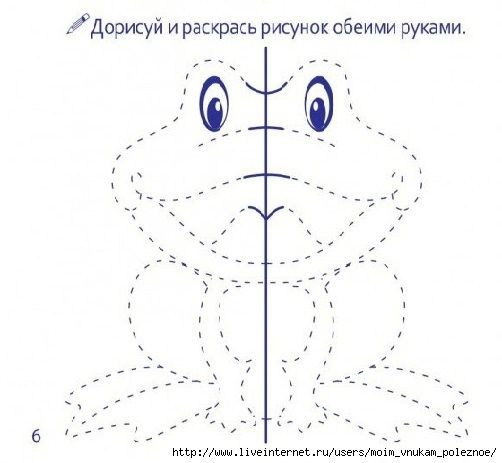 Дорисуй и раскрась рисунок обеими руками.
6
http://www.liveinternet.ru/users/moim_vnukam_poleznoe/